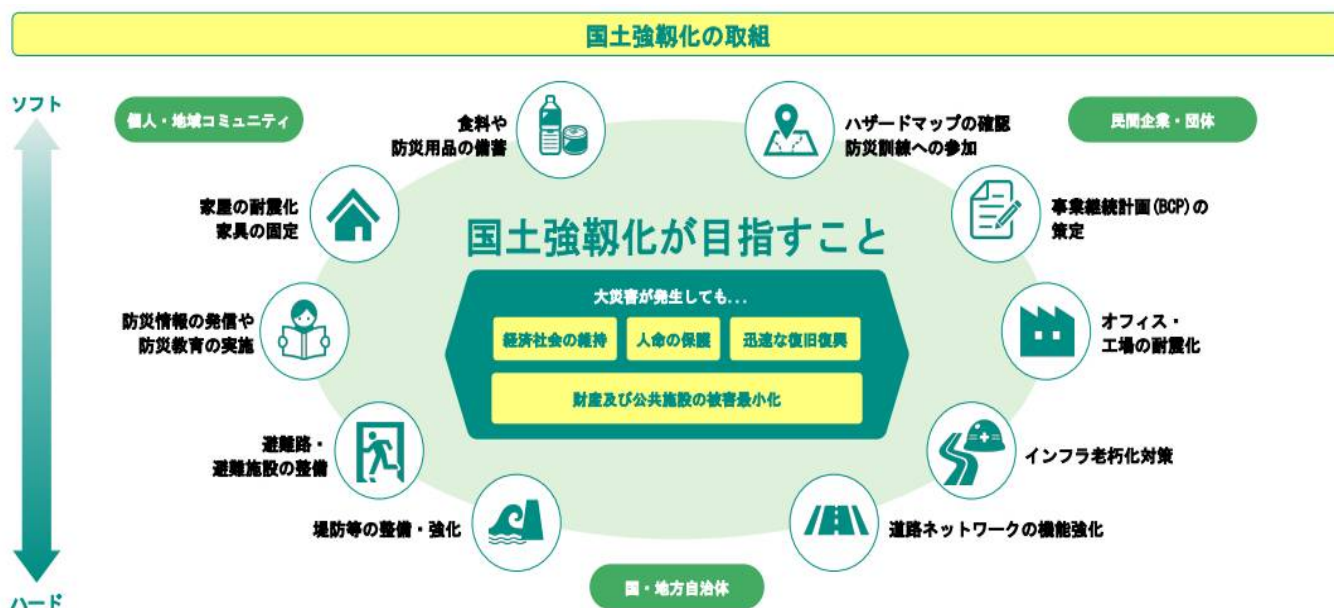 国土強靱化の取組
ソフト
個人・地域コミュニティ
食料や
防災用品の備蓄
ハザードマップの確認
防災訓練への参加
民間企業・団体
家屋の耐震化
家具の固定
事業継続計画(BCP)の
策定
国土強靱化が目指すこと
大災害が発生しても...
経済社会の維持
人命の保護
迅速な復旧復興
財産及び公共施設の被害最小化
防災情報の発信や
防災教育の実施
オフィス・
工場の耐震化
避難路・
避難施設の整備
インフラ老朽化対策
堤防等の整備・強化
道路ネットワークの機能強化
国・地方自治体
ハード